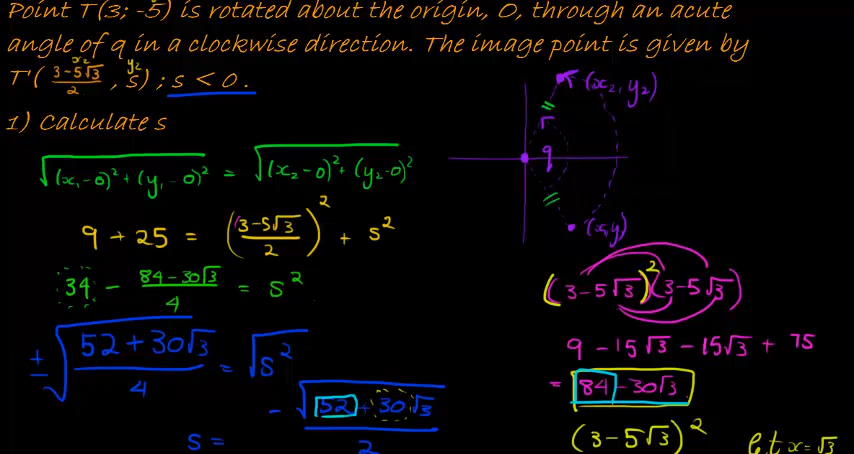 Point T(3; -5) is rotated about the origin, O, through an acute
angle of q in a clockwise direction. The image point is given by
x₂ y₂
T'( (3-5√3)/2 , s) ; s < 0.
1) Calculate s
√((x₁-0)²+(y₁-0)²) = √((x₂-0)²+(y₂-0)²)
9 + 25 = ((3-5√3)/2)² + s²
34 - (84-30√3)/4 = s²
± √((52+30√3)/4) = √s²
s = -√(52+30√3)/2
(x₂, y₂)
q
(x,y)
(3-5√3)²(3-5√3)
9 -15√3 -15√3 + 75
= 84-30√3
(3-5√3)² let x=√3